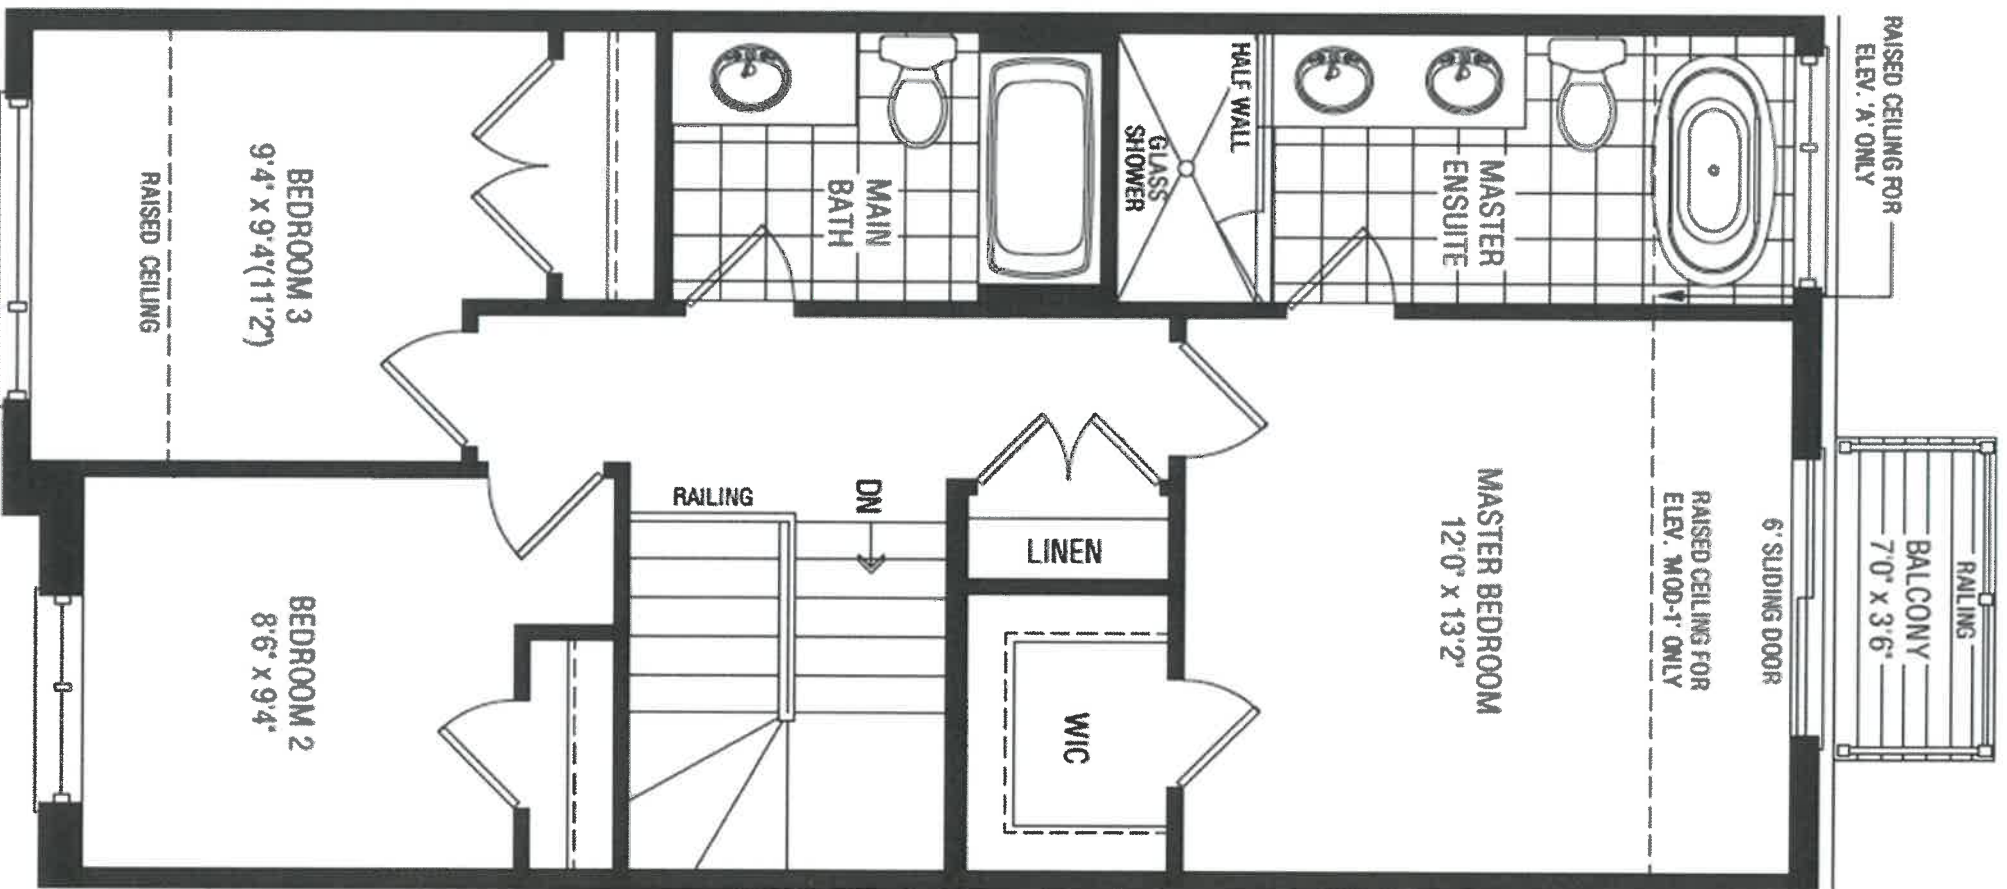 RAISED CEILING FOR
ELEV. 'A' ONLY
HALF WALL
GLASS
SHOWER
MASTER
ENSUITE
MAIN
BATH
BEDROOM 3
9'4" x 9'4"(11'2")
RAISED CEILING
RAILING
DN
LINEN
WIC
MASTER BEDROOM
12'0" x 13'2"
RAISED CEILING FOR
ELEV. 'MOD-1' ONLY
6' SLIDING DOOR
RAILING
BALCONY
7'0" x 3'6"
BEDROOM 2
8'6" x 9'4"